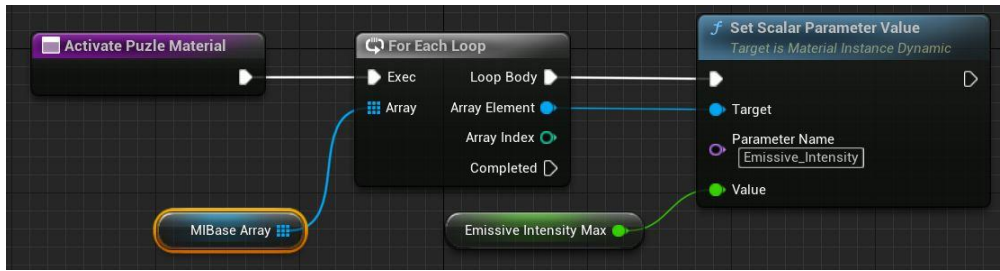 Activate Puzle Material
For Each Loop
Exec
Loop Body
Array
Array Element
Array Index
Completed
MIBase Array
Emissive Intensity Max
f Set Scalar Parameter Value
Target is Material Instance Dynamic
Target
Parameter Name
Emissive_Intensity
Value